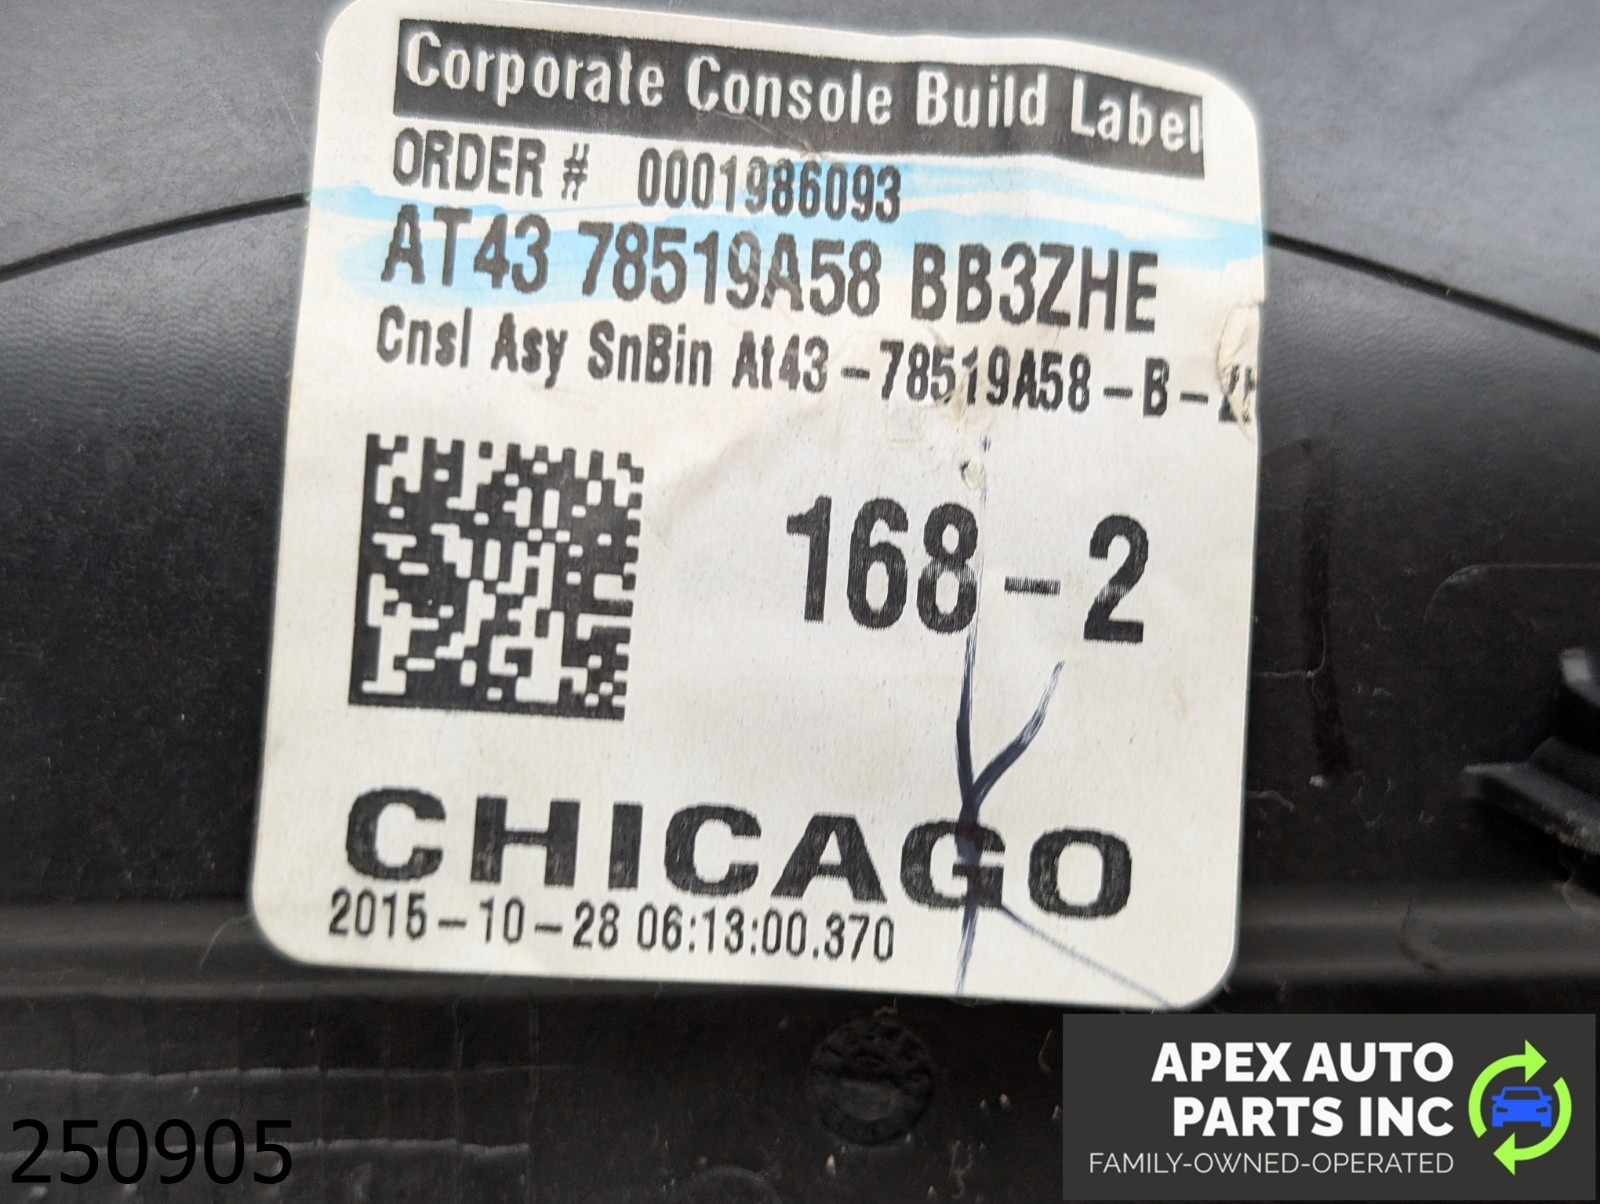 Corporate Console Build Label
ORDER # 0001986093
AT43 78519A58 BB3ZHE
Cnsl Asy SnBin At43-78519A58-B-
168-2
CHICAGO
2015-10-28 06:13:00.370
250905
APEX AUTO
PARTS INC
FAMILY-OWNED-OPERATED